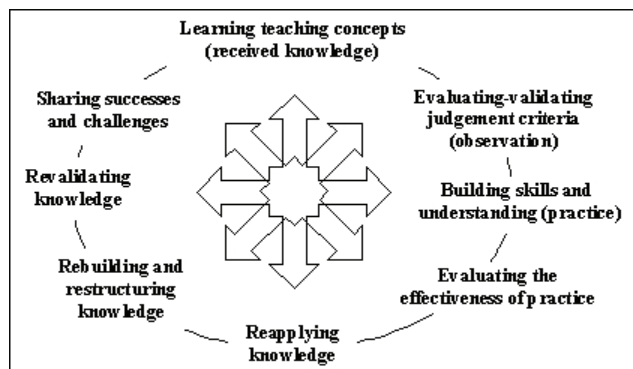 Learning teaching concepts
(received knowledge)
Evaluating-validating
judgement criteria
(observation)
Building skills and
understanding (practice)
Evaluating the
effectiveness of practice
Reapplying
knowledge
Rebuilding and
restructuring
knowledge
Revalidating
knowledge
Sharing successes
and challenges